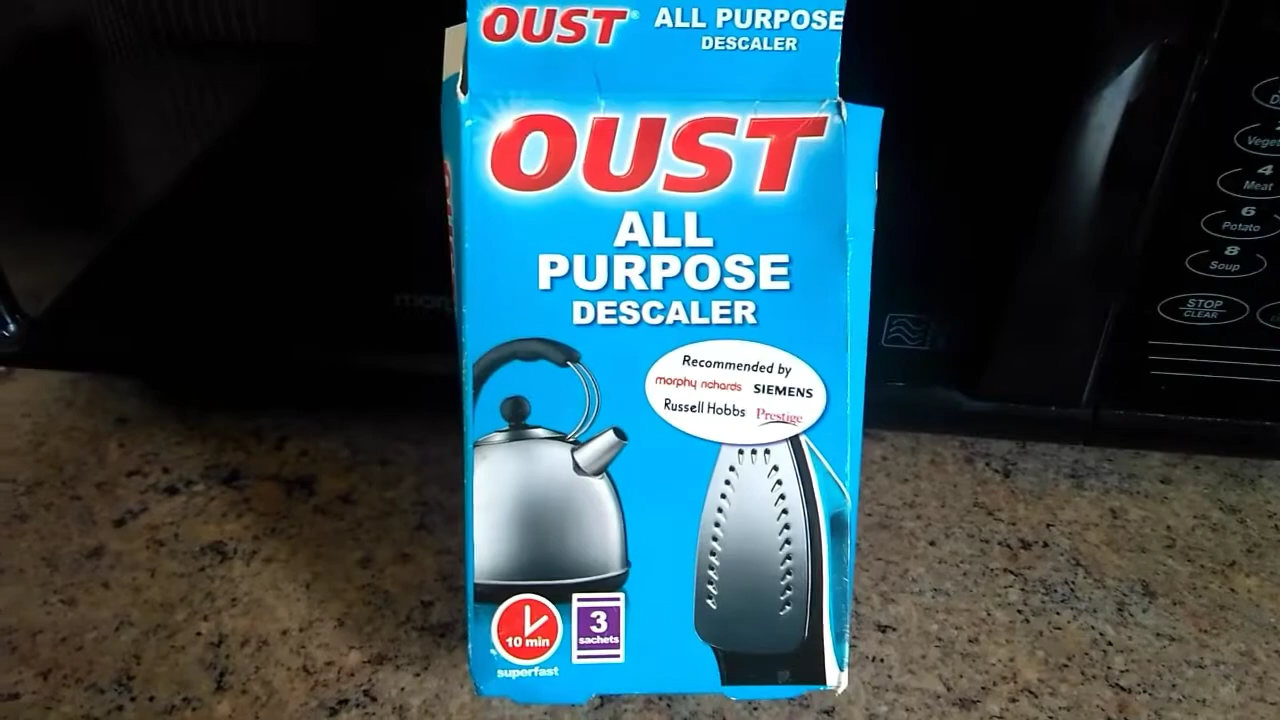 OUST® ALL PURPOSE
DESCALER
OUST
ALL
PURPOSE
DESCALER
Recommended by
morphy richards SIEMENS
Russell Hobbs Prestige
10 min
superfast
3
sachets
4
Meat
6
Potato
8
Soup
STOP
CLEAR